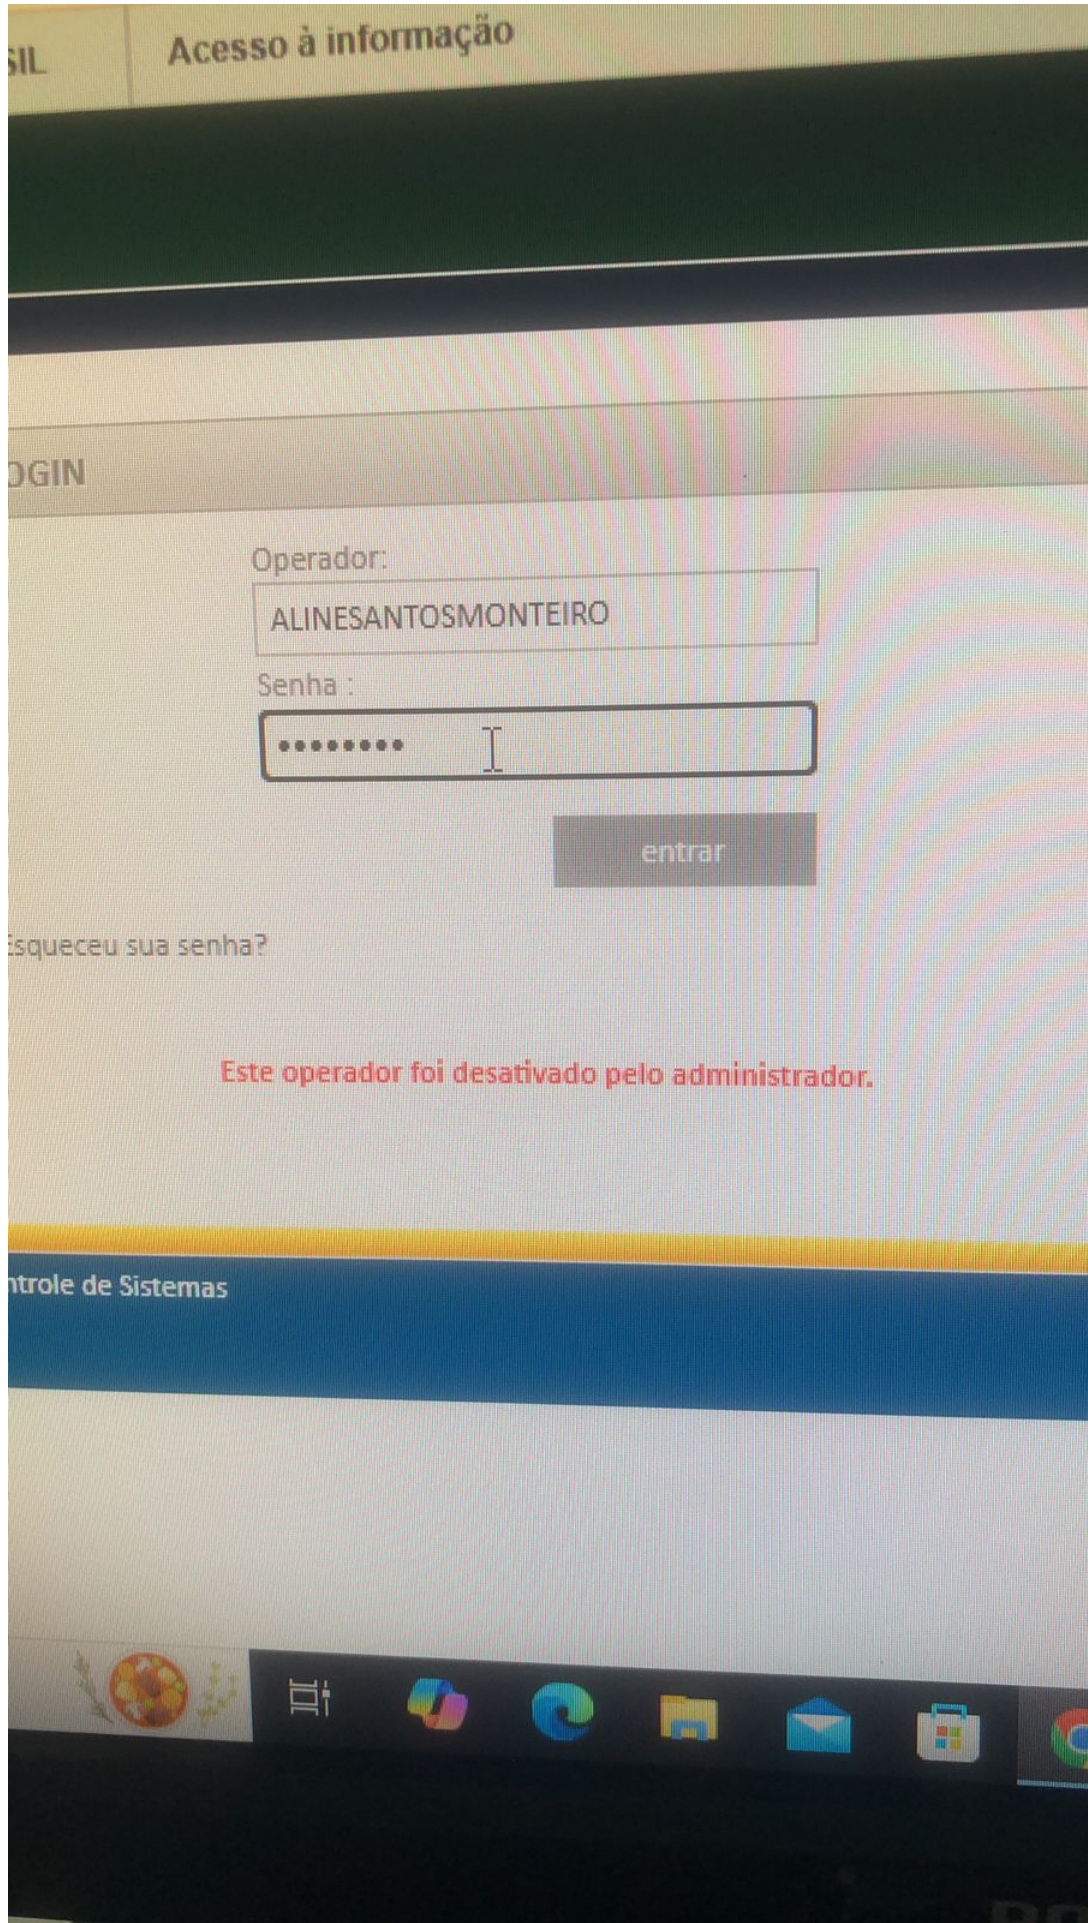 SIL
Acesso à informação
OGIN
Operador:
ALINESANTOSMONTEIRO
Senha :
••••••••
entrar
Esqueceu sua senha?
Este operador foi desativado pelo administrador.
ntrole de Sistemas